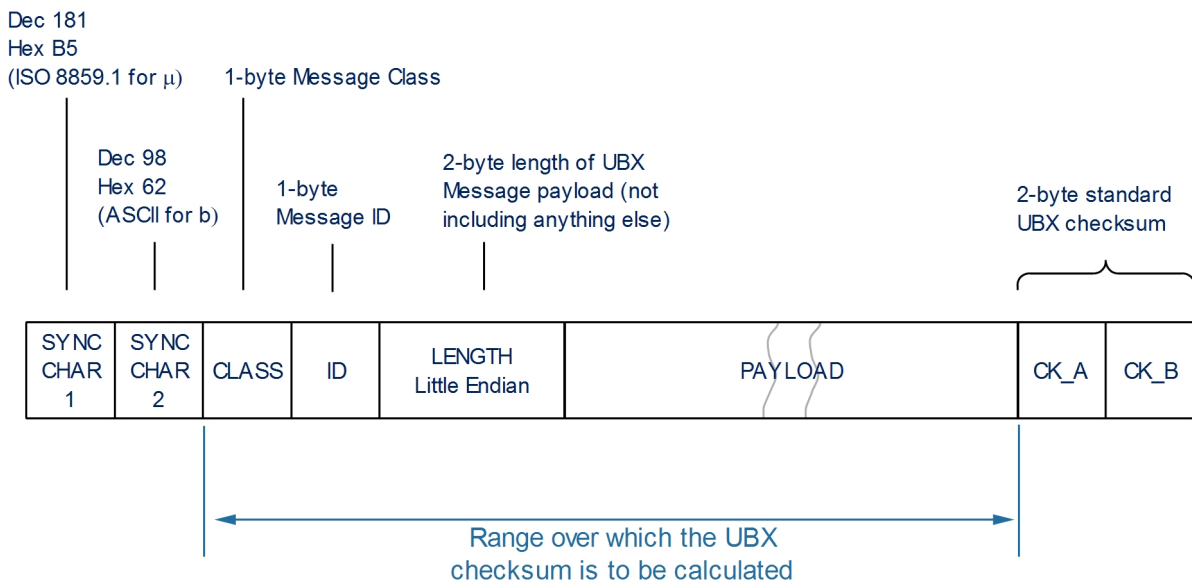 Dec 181
Hex B5
(ISO 8859.1 for μ)
1-byte Message Class
Dec 98
Hex 62
(ASCII for b)
1-byte
Message ID
2-byte length of UBX
Message payload (not
including anything else)
2-byte standard
UBX checksum
SYNC
CHAR
1
SYNC
CHAR
2
CLASS
ID
LENGTH
Little Endian
PAYLOAD
CK_A
CK_B
Range over which the UBX
checksum is to be calculated